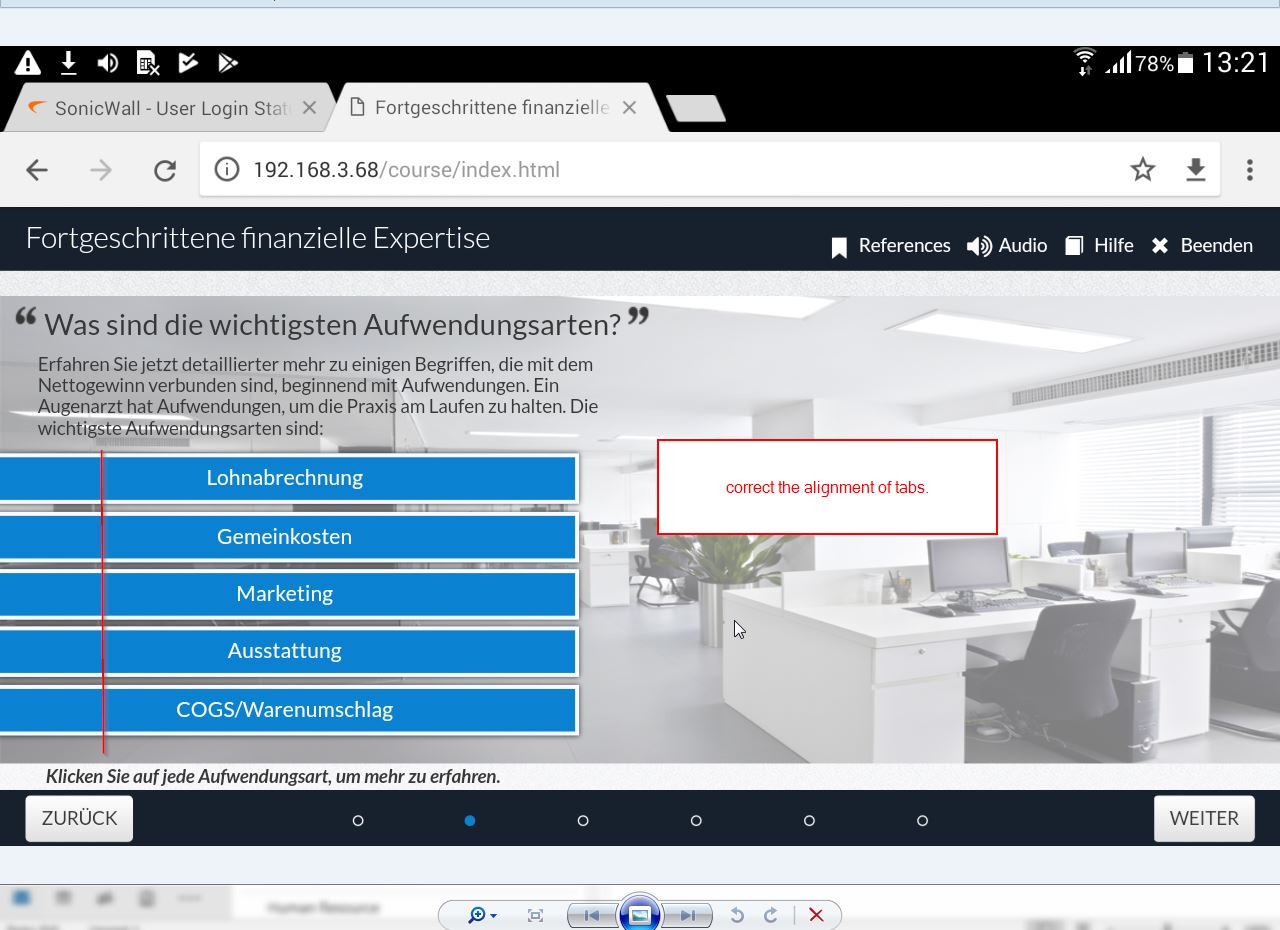 78% 13:21
SonicWall - User Login Stat
Fortgeschrittene finanzielle
192.168.3.68/course/index.html
Fortgeschrittene finanzielle Expertise
References Audio Hilfe Beenden
“ Was sind die wichtigsten Aufwendungsarten? ”
Erfahren Sie jetzt detaillierter mehr zu einigen Begriffen, die mit dem
Nettogewinn verbunden sind, beginnend mit Aufwendungen. Ein
Augenarzt hat Aufwendungen, um die Praxis am Laufen zu halten. Die
wichtigste Aufwendungsarten sind:
Lohnabrechnung
correct the alignment of tabs.
Gemeinkosten
Marketing
Ausstattung
COGS/Warenumschlag
Klicken Sie auf jede Aufwendungsart, um mehr zu erfahren.
ZURÜCK
WEITER
Human Resource